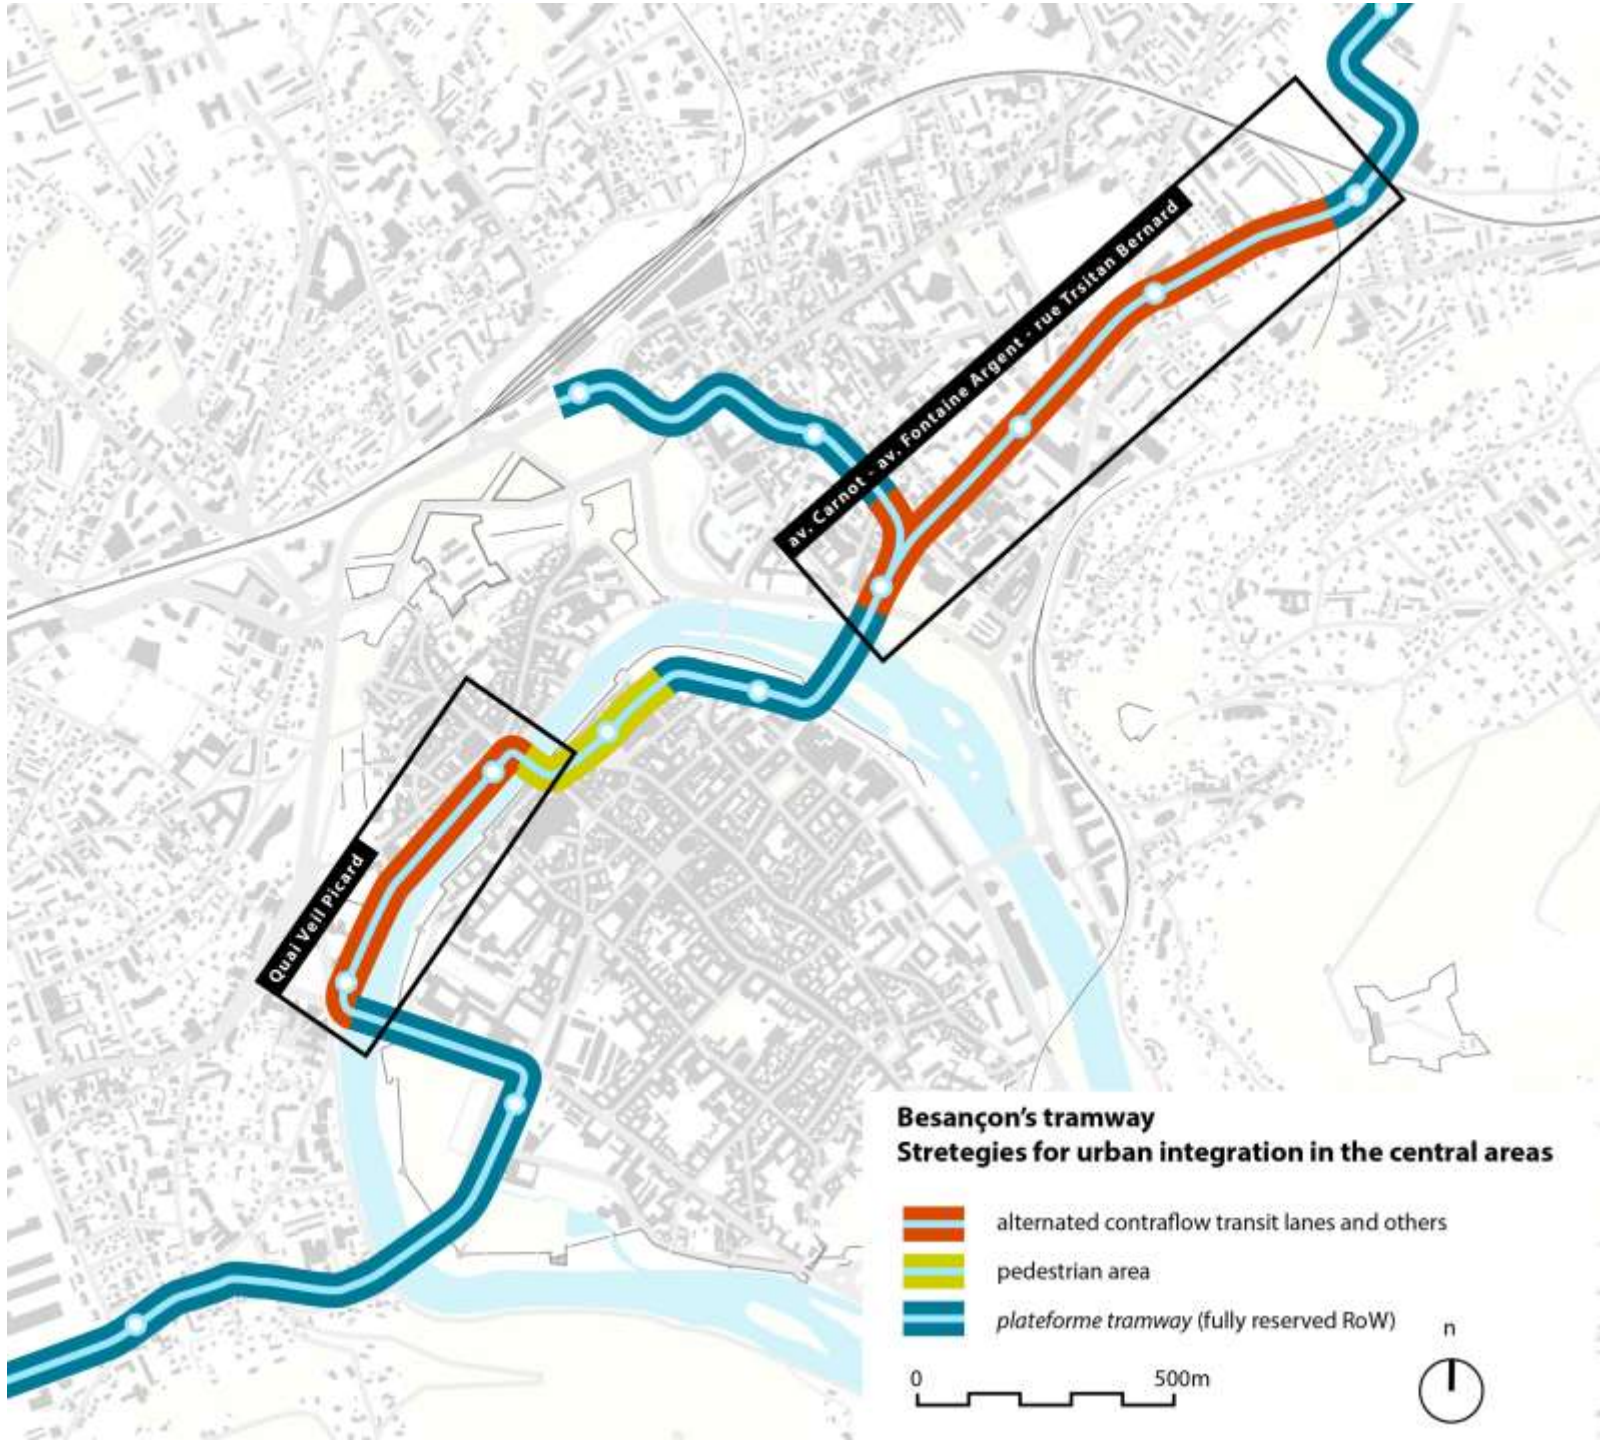 av. Carnot - av. Fontaine Argent - rue Trsitan Bernard
Quai Veil Picard
Besançon's tramway
Stretegies for urban integration in the central areas
alternated contraflow transit lanes and others
pedestrian area
plateforme tramway (fully reserved RoW)
n
0 500m